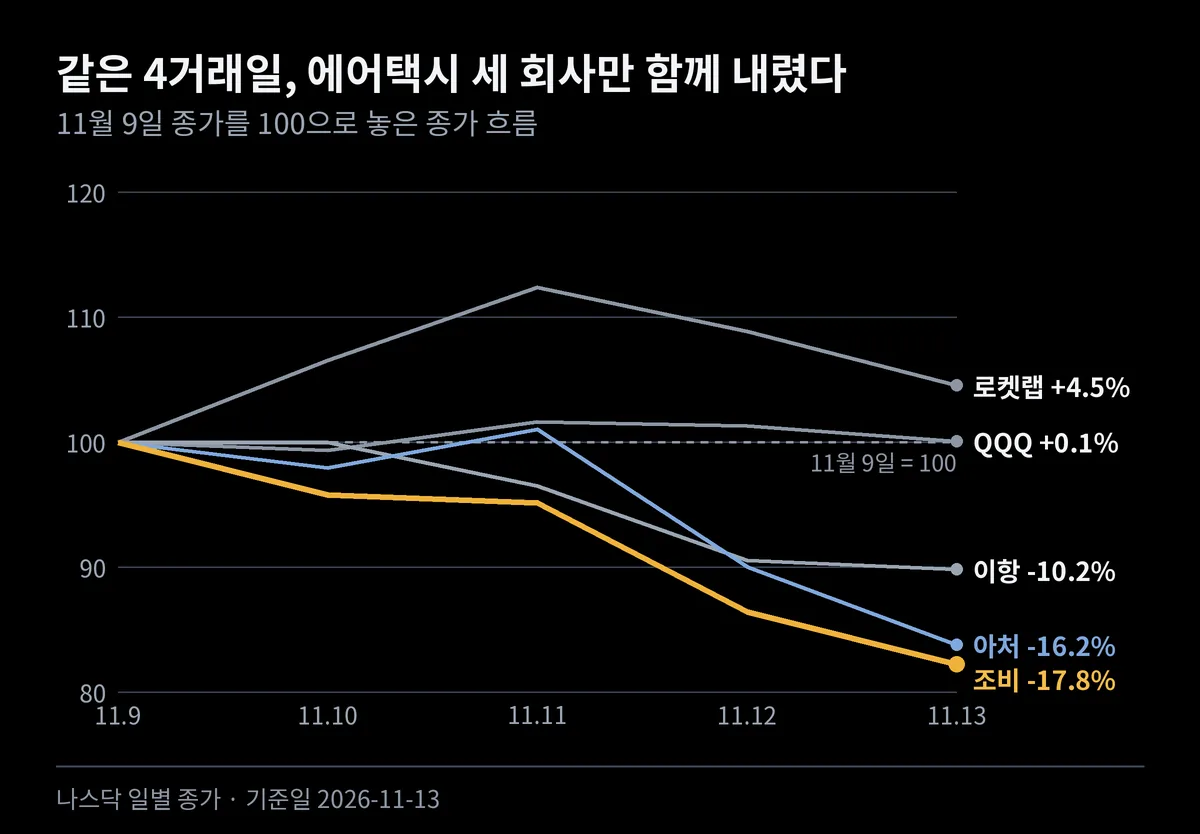 같은 4거래일, 에어택시 세 회사만 함께 내렸다
11월 9일 종가를 100으로 놓은 종가 흐름
120
110
100
90
80
로켓랩 +4.5%
QQQ +0.1%
11월 9일 = 100
이항 -10.2%
아처 -16.2%
조비 -17.8%
11.9 11.10 11.11 11.12 11.13
나스닥 일별 종가 · 기준일 2026-11-13